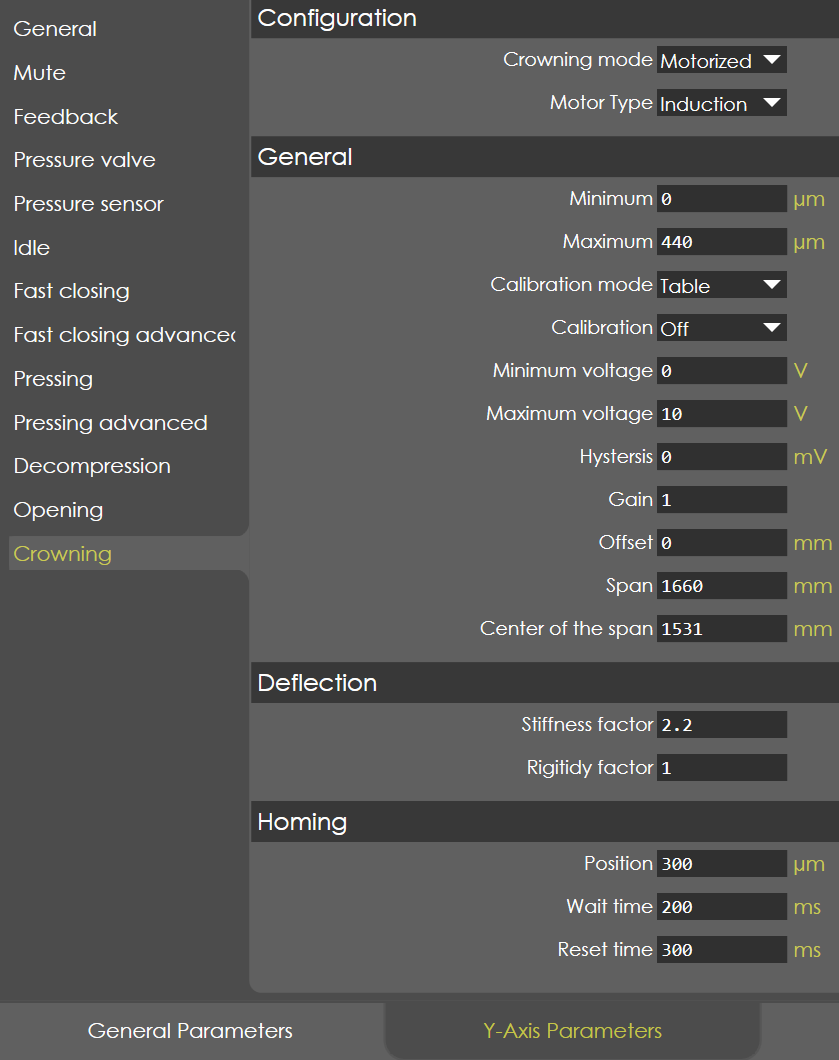 General
Mute
Feedback
Pressure valve
Pressure sensor
Idle
Fast closing
Fast closing advanced
Pressing
Pressing advanced
Decompression
Opening
Crowning
Configuration
Crowning mode Motorized
Motor Type Induction
General
Minimum 0 µm
Maximum 440 µm
Calibration mode Table
Calibration Off
Minimum voltage 0 V
Maximum voltage 10 V
Hystersis 0 mV
Gain 1
Offset 0 mm
Span 1660 mm
Center of the span 1531 mm
Deflection
Stiffness factor 2.2
Rigitidy factor 1
Homing
Position 300 µm
Wait time 200 ms
Reset time 300 ms
General Parameters
Y-Axis Parameters